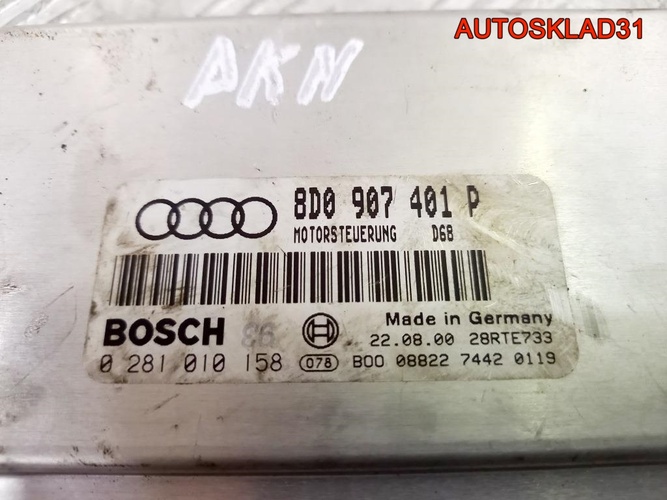 AUTOSKLAD31
AKN
8D0 907 401 P
MOTORSTEUERUNG D68
BOSCH
Made in Germany
22.08.00 28RTE733
0 281 010 158 078 B00 08822 7442 0119